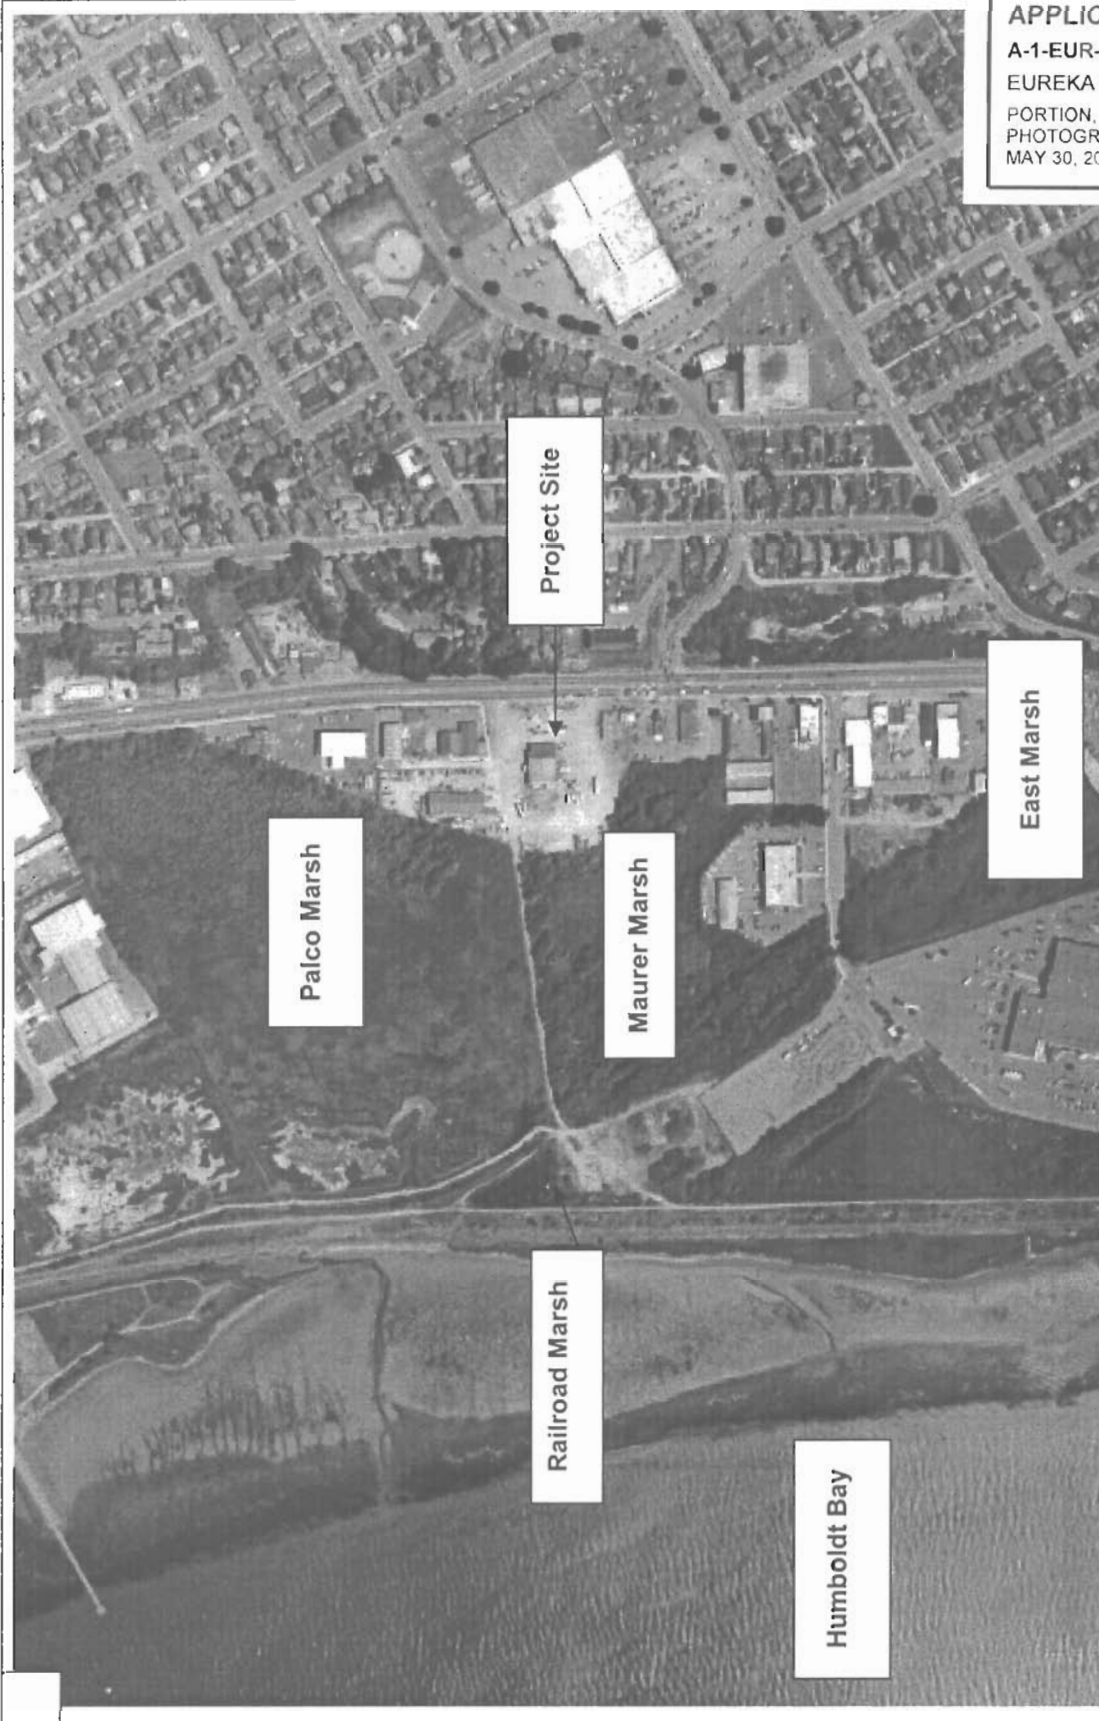 APPLIC
A-1-EUR-
EUREKA
PORTION,
PHOTOGR
MAY 30, 20
Project Site
Palco Marsh
Maurer Marsh
East Marsh
Railroad Marsh
Humboldt Bay